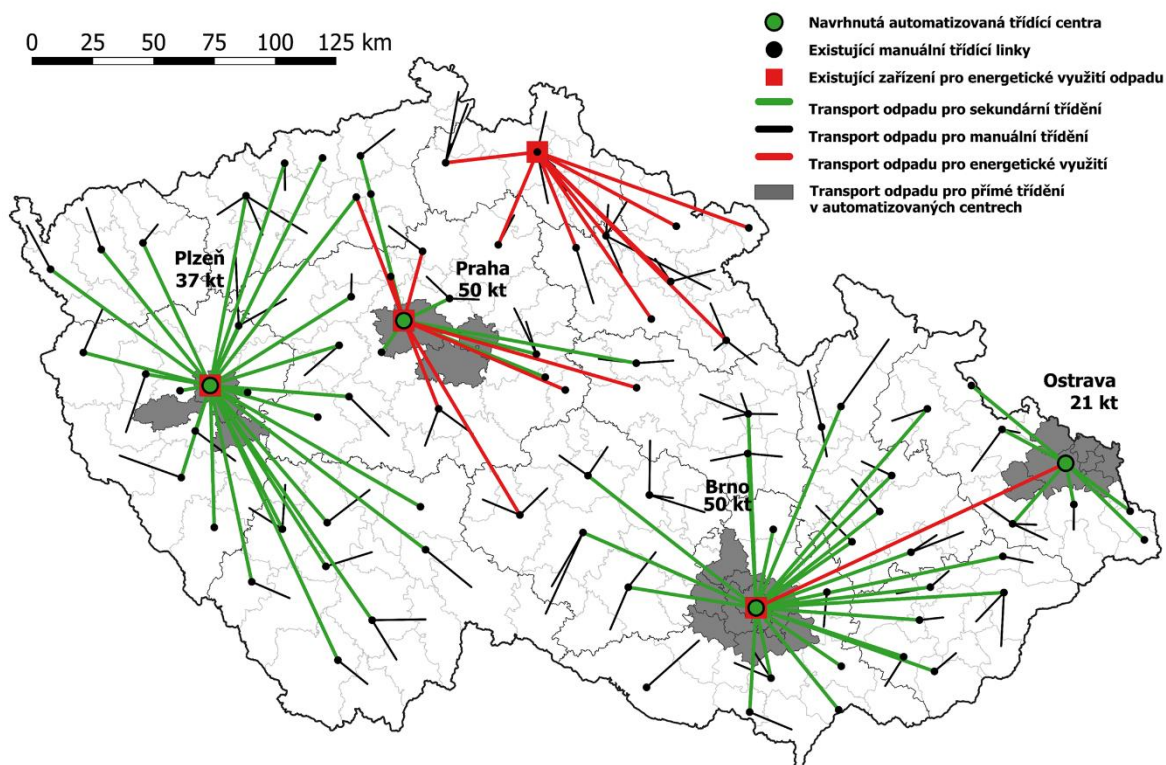 0 25 50 75 100 125 km
Navrhnutá automatizovaná třídící centra
Existující manuální třídící linky
Existující zařízení pro energetické využití odpadu
Transport odpadu pro sekundární třídění
Transport odpadu pro manuální třídění
Transport odpadu pro energetické využití
Transport odpadu pro přímé třídění
v automatizovaných centrech
Plzeň
37 kt
Praha
50 kt
Ostrava
21 kt
Brno
50 kt